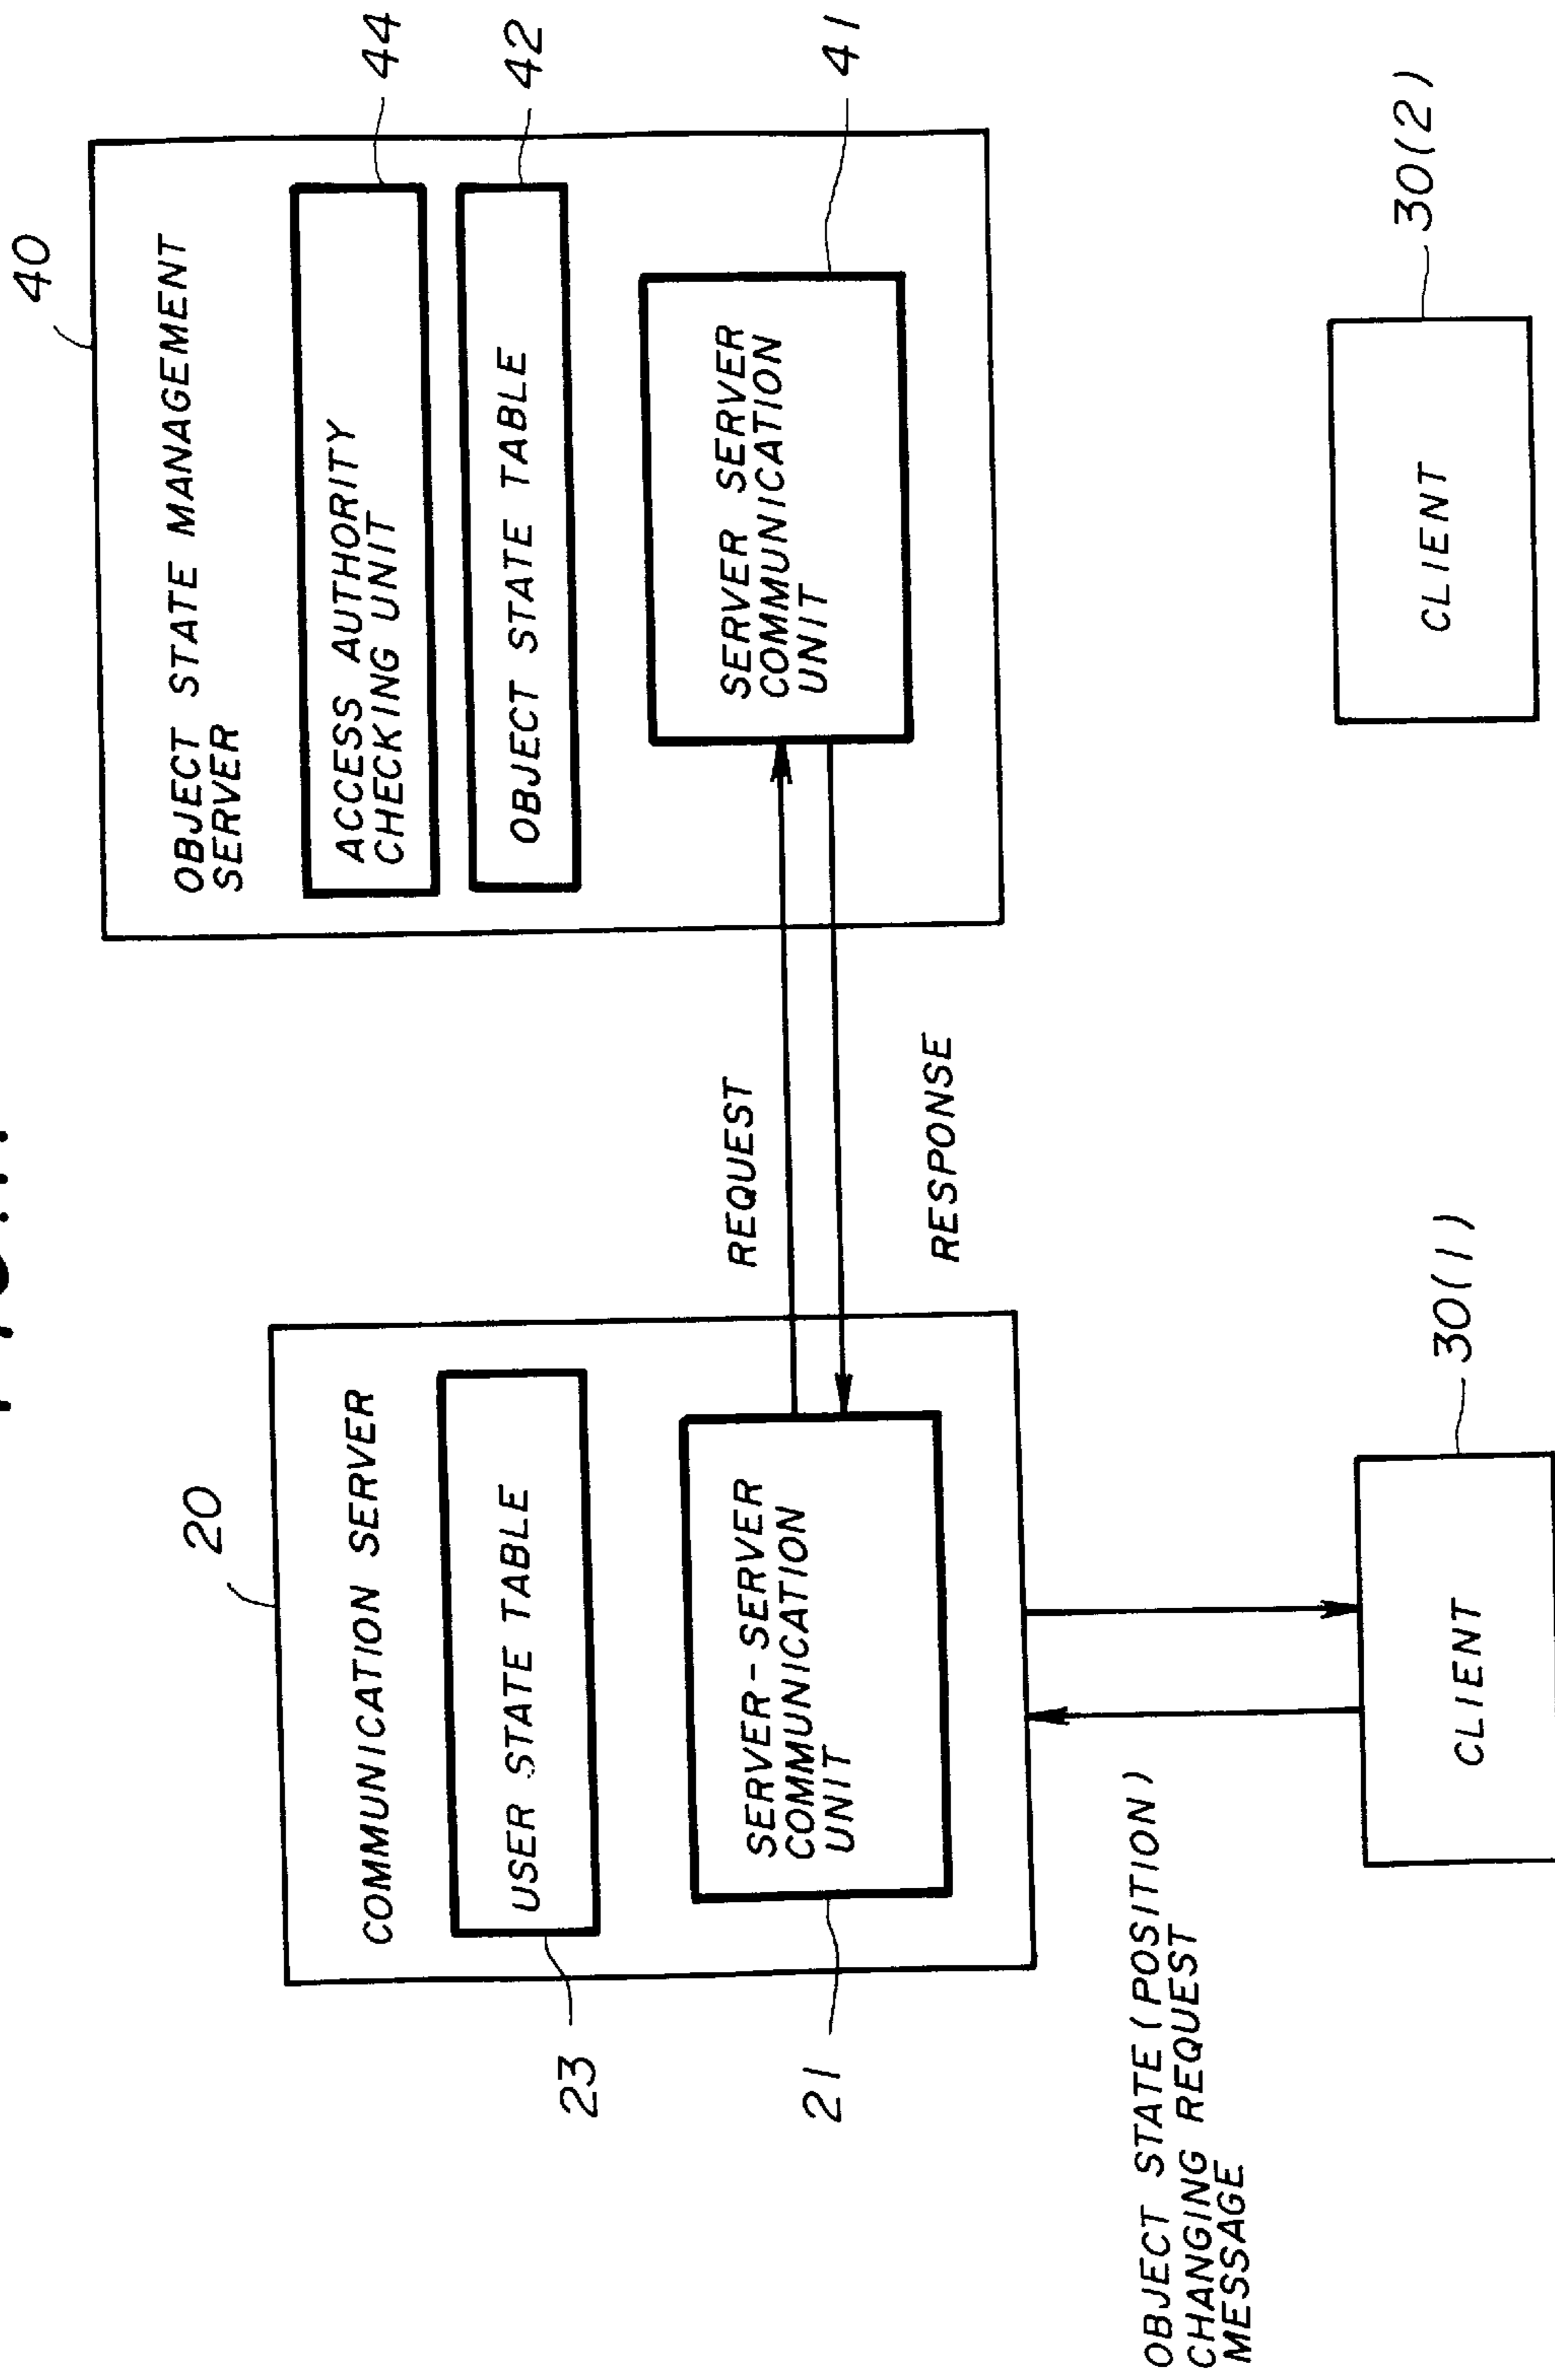 40
OBJECT STATE MANAGEMENT
SERVER
44
ACCESS AUTHORITY
CHECKING UNIT
42
OBJECT STATE TABLE
SERVER SERVER
COMMUNICATION
UNIT
41
20
COMMUNICATION SERVER
USER STATE TABLE
23
SERVER-SERVER
COMMUNICATION
UNIT
21
REQUEST
RESPONSE
OBJECT STATE (POSITION)
CHANGING REQUEST
MESSAGE
CLIENT
30(1)
CLIENT
30(2)